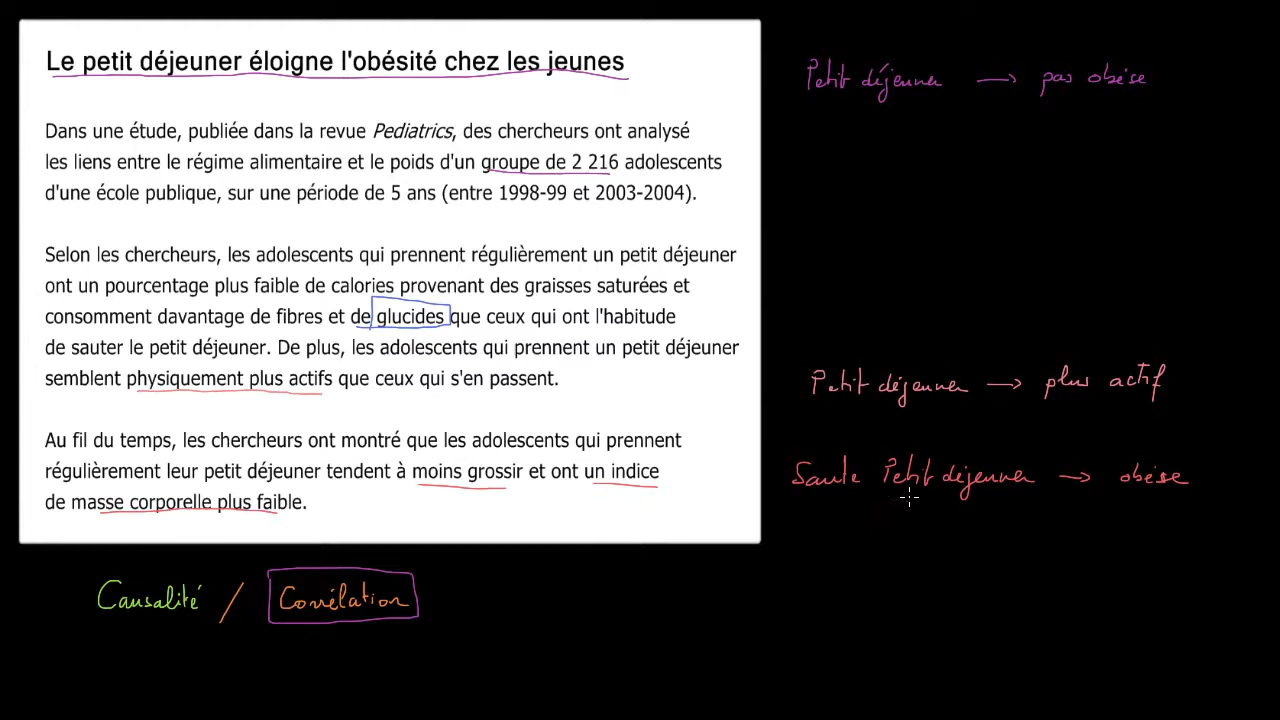 Le petit déjeuner éloigne l'obésité chez les jeunes
Dans une étude, publiée dans la revue Pediatrics, des chercheurs ont analysé
les liens entre le régime alimentaire et le poids d'un groupe de 2 216 adolescents
d'une école publique, sur une période de 5 ans (entre 1998-99 et 2003-2004).
Selon les chercheurs, les adolescents qui prennent régulièrement un petit déjeuner
ont un pourcentage plus faible de calories provenant des graisses saturées et
consomment davantage de fibres et de glucides que ceux qui ont l'habitude
de sauter le petit déjeuner. De plus, les adolescents qui prennent un petit déjeuner
semblent physiquement plus actifs que ceux qui s'en passent.
Au fil du temps, les chercheurs ont montré que les adolescents qui prennent
régulièrement leur petit déjeuner tendent à moins grossir et ont un indice
de masse corporelle plus faible.
Causalité / Corrélation
Petit déjeuner → pas obèse
Petit déjeuner → plus actif
Saute Petit déjeuner → obèse